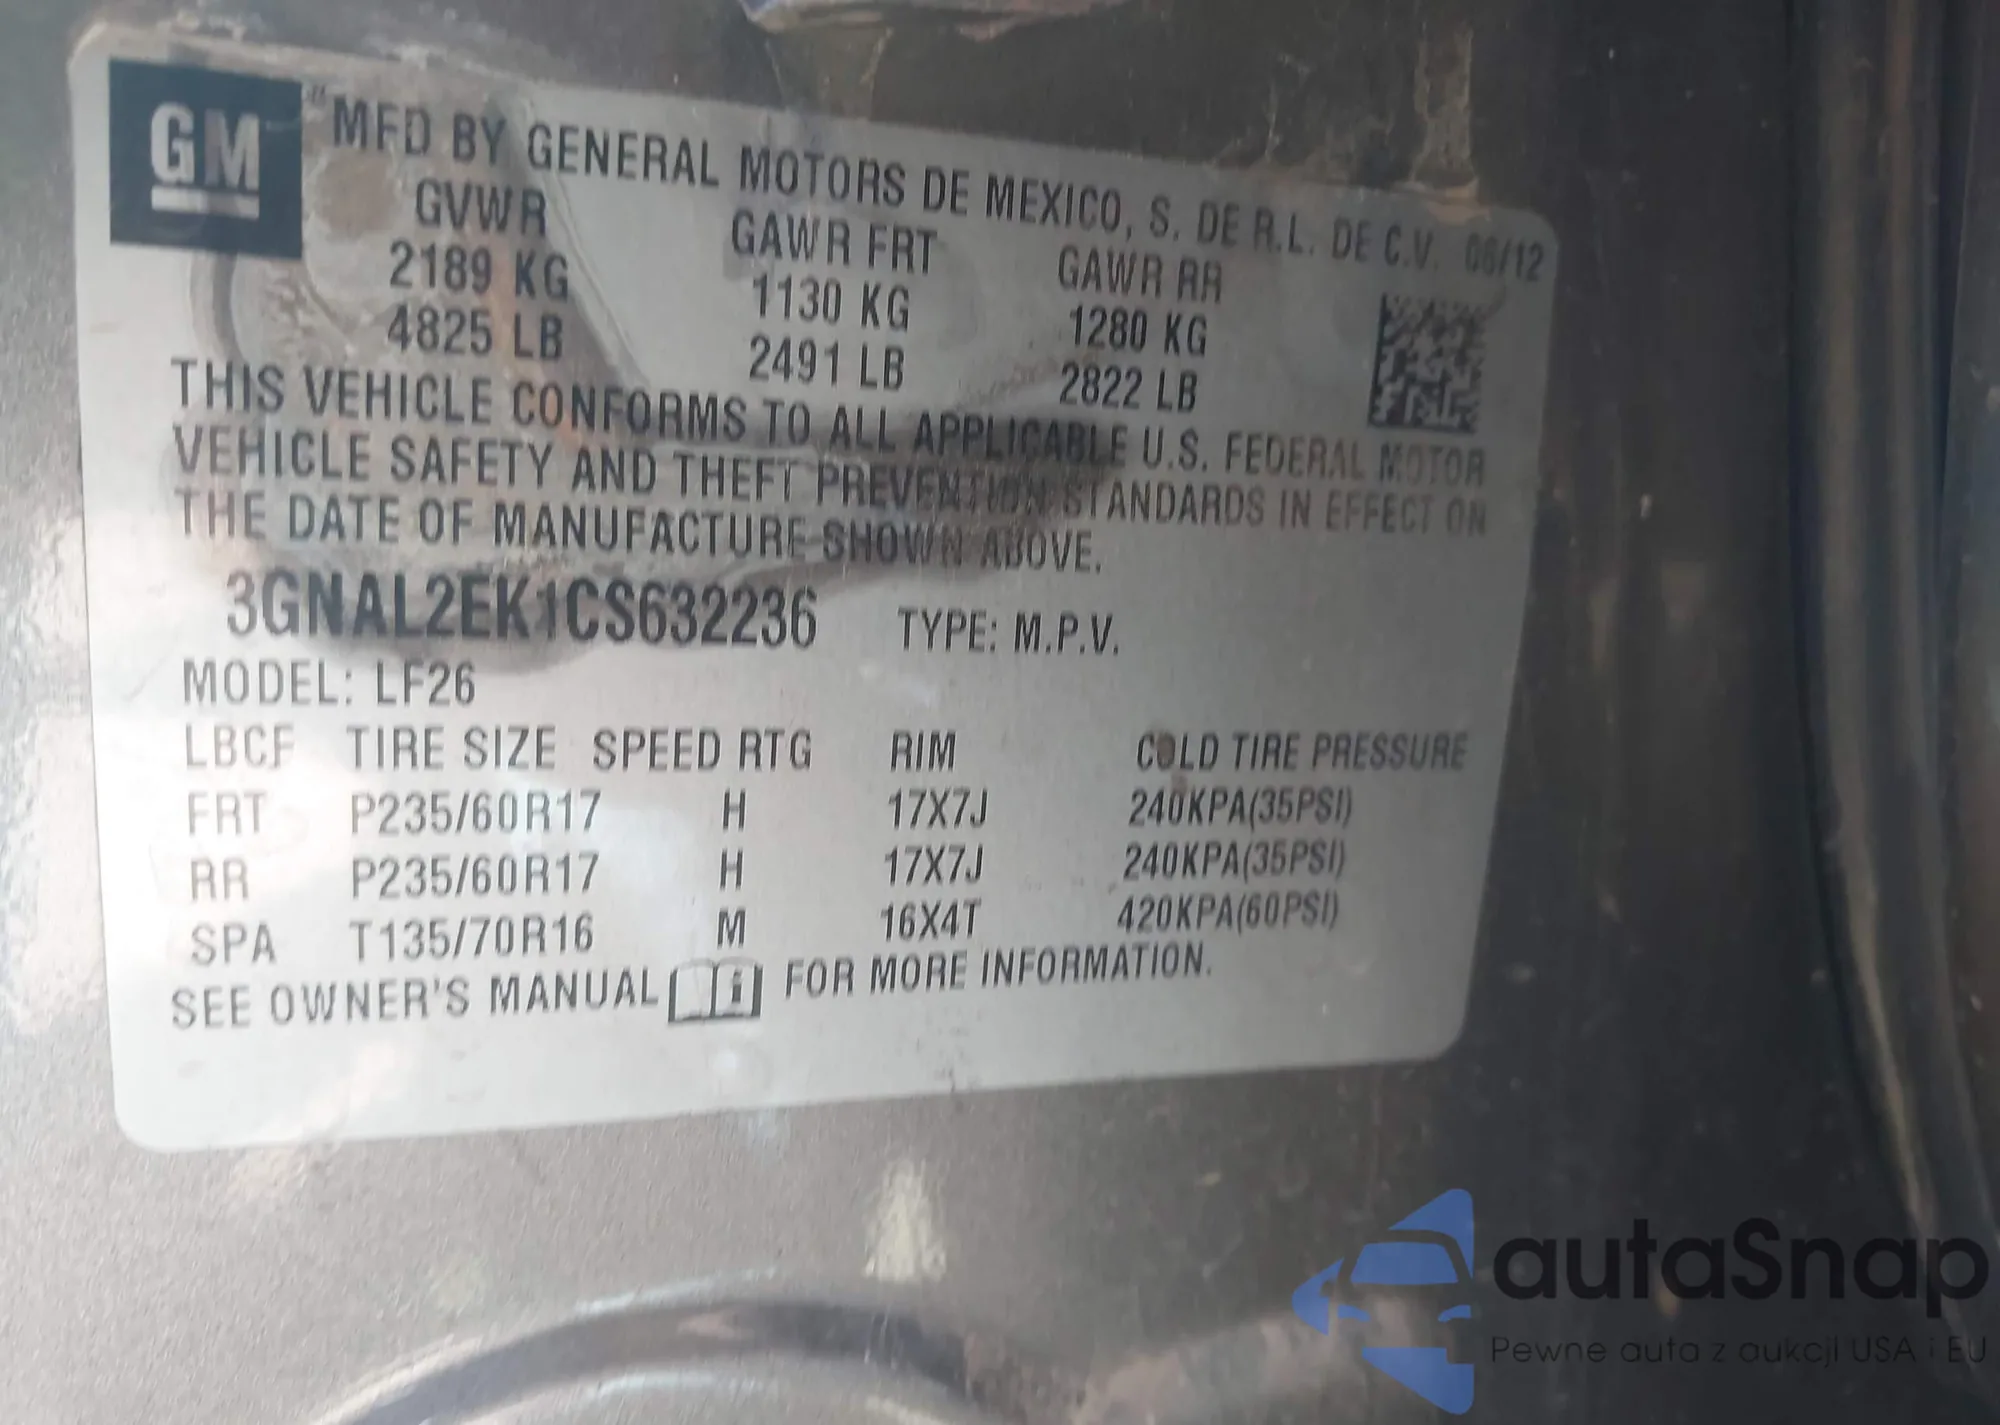 GM
MFD BY GENERAL MOTORS DE MEXICO, S. DE R.L. DE C.V. 06/12
GVWR GAWR FRT GAWR RR
2189 KG 1130 KG 1280 KG
4825 LB 2491 LB 2822 LB
THIS VEHICLE CONFORMS TO ALL APPLICABLE U.S. FEDERAL MOTOR
VEHICLE SAFETY AND THEFT PREVENTION STANDARDS IN EFFECT ON
THE DATE OF MANUFACTURE SHOWN ABOVE.
3GNAL2EK1CS632236 TYPE: M.P.V.
MODEL: LF26
LBCF TIRE SIZE SPEED RTG RIM COLD TIRE PRESSURE
FRT P235/60R17 H 17X7J 240KPA(35PSI)
RR P235/60R17 H 17X7J 240KPA(35PSI)
SPA T135/70R16 M 16X4T 420KPA(60PSI)
SEE OWNER'S MANUAL i FOR MORE INFORMATION.
autaSnap
Pewne auta z aukcji USA i EU